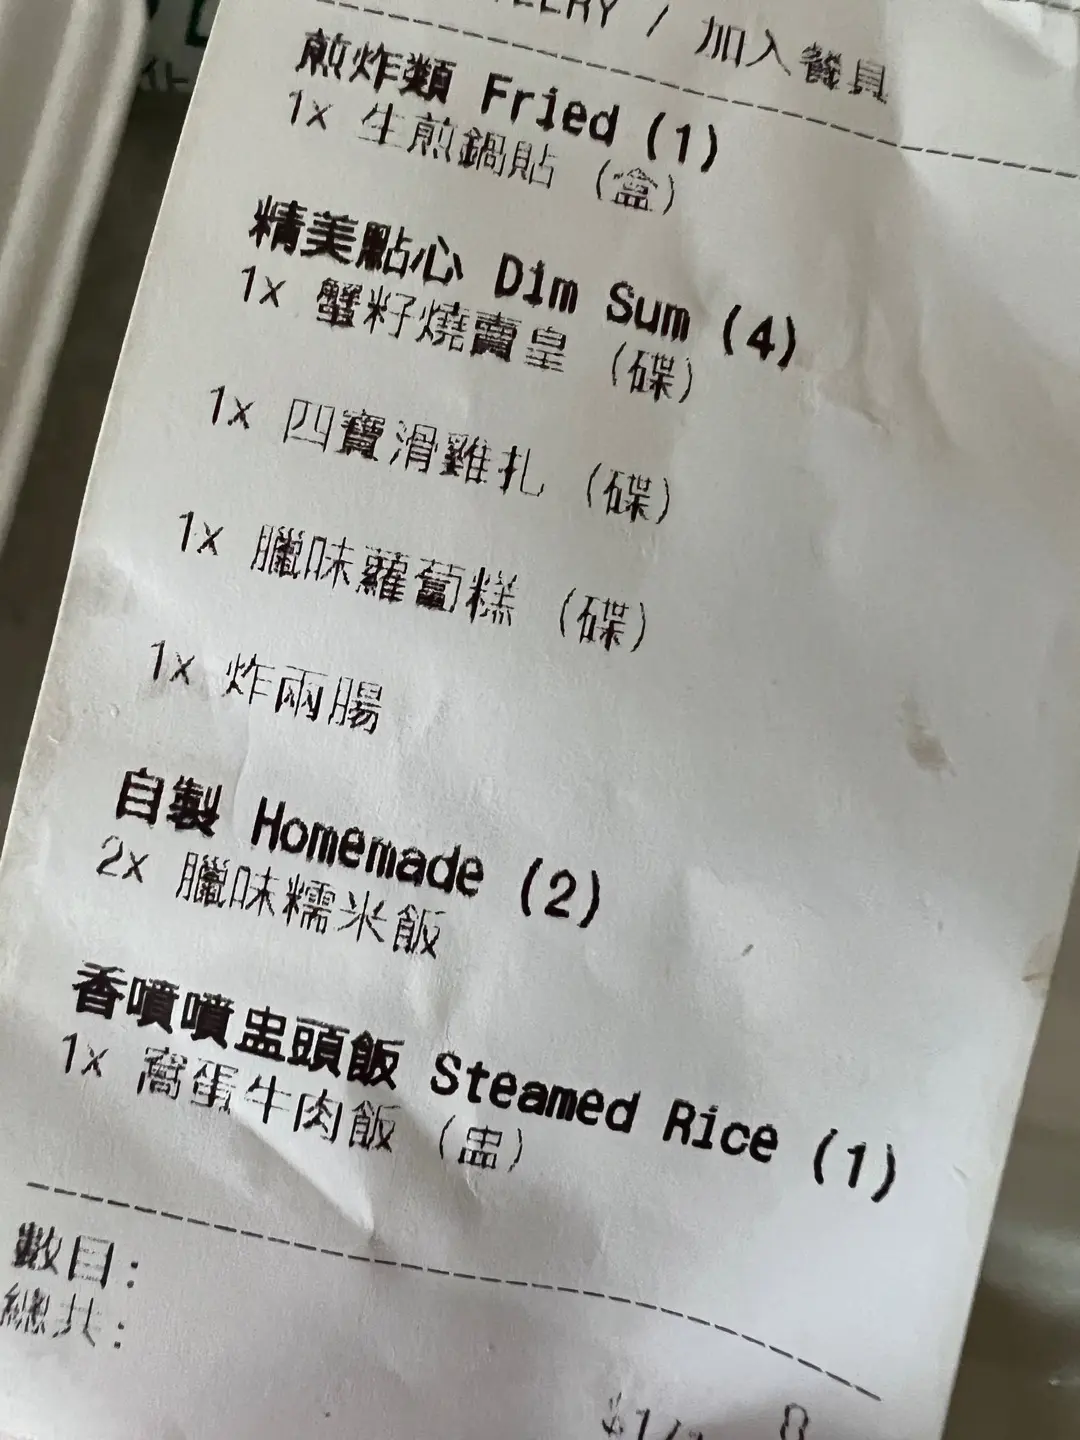 / 加入餐具
煎炸類 Fried (1)
1x 生煎鍋貼 (盒)
精美點心 Dim Sum (4)
1x 蟹籽燒賣皇 (碟)
1x 四寶滑雞扎 (碟)
1x 臘味蘿蔔糕 (碟)
1x 炸兩腸
自製 Homemade (2)
2x 臘味糯米飯
香噴噴盅頭飯 Steamed Rice (1)
1x 窩蛋牛肉飯 (盅)
數目:
總共: